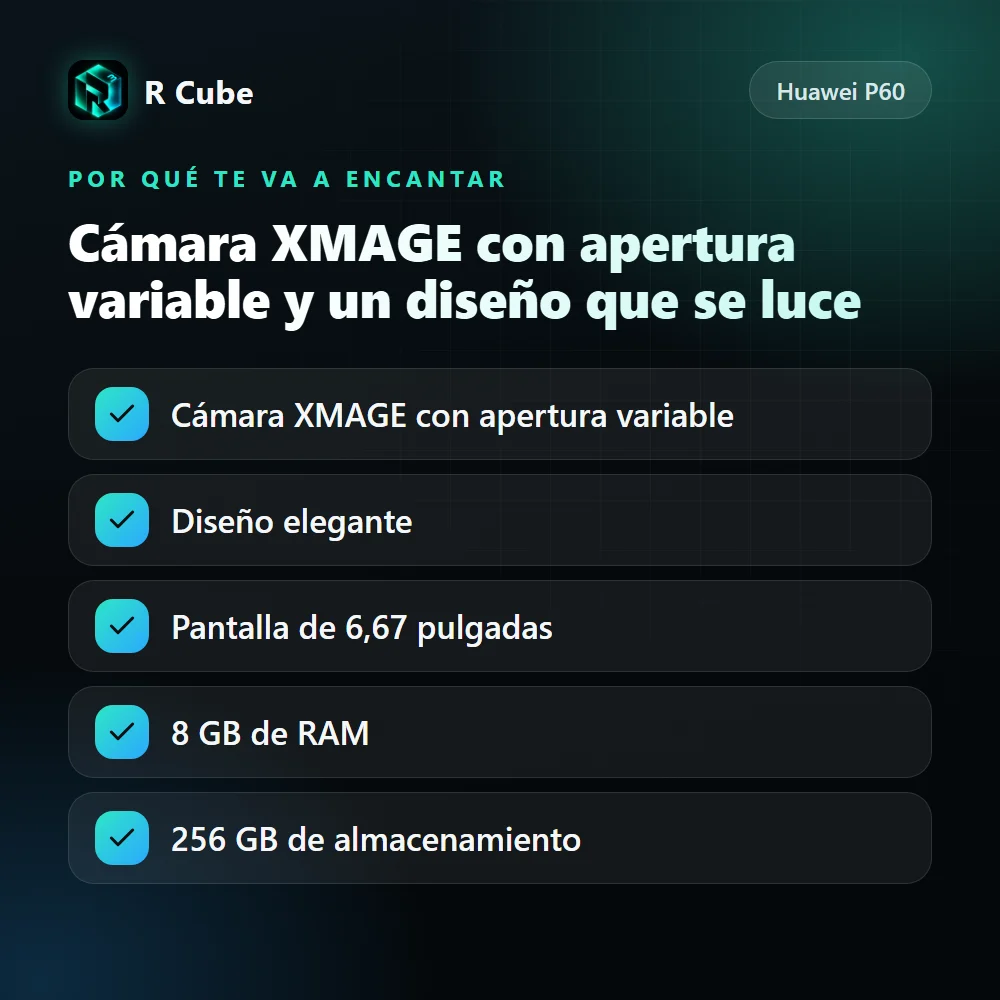 R Cube
Huawei P60
POR QUÉ TE VA A ENCANTAR
Cámara XMAGE con apertura
variable y un diseño que se luce
Cámara XMAGE con apertura variable
Diseño elegante
Pantalla de 6,67 pulgadas
8 GB de RAM
256 GB de almacenamiento